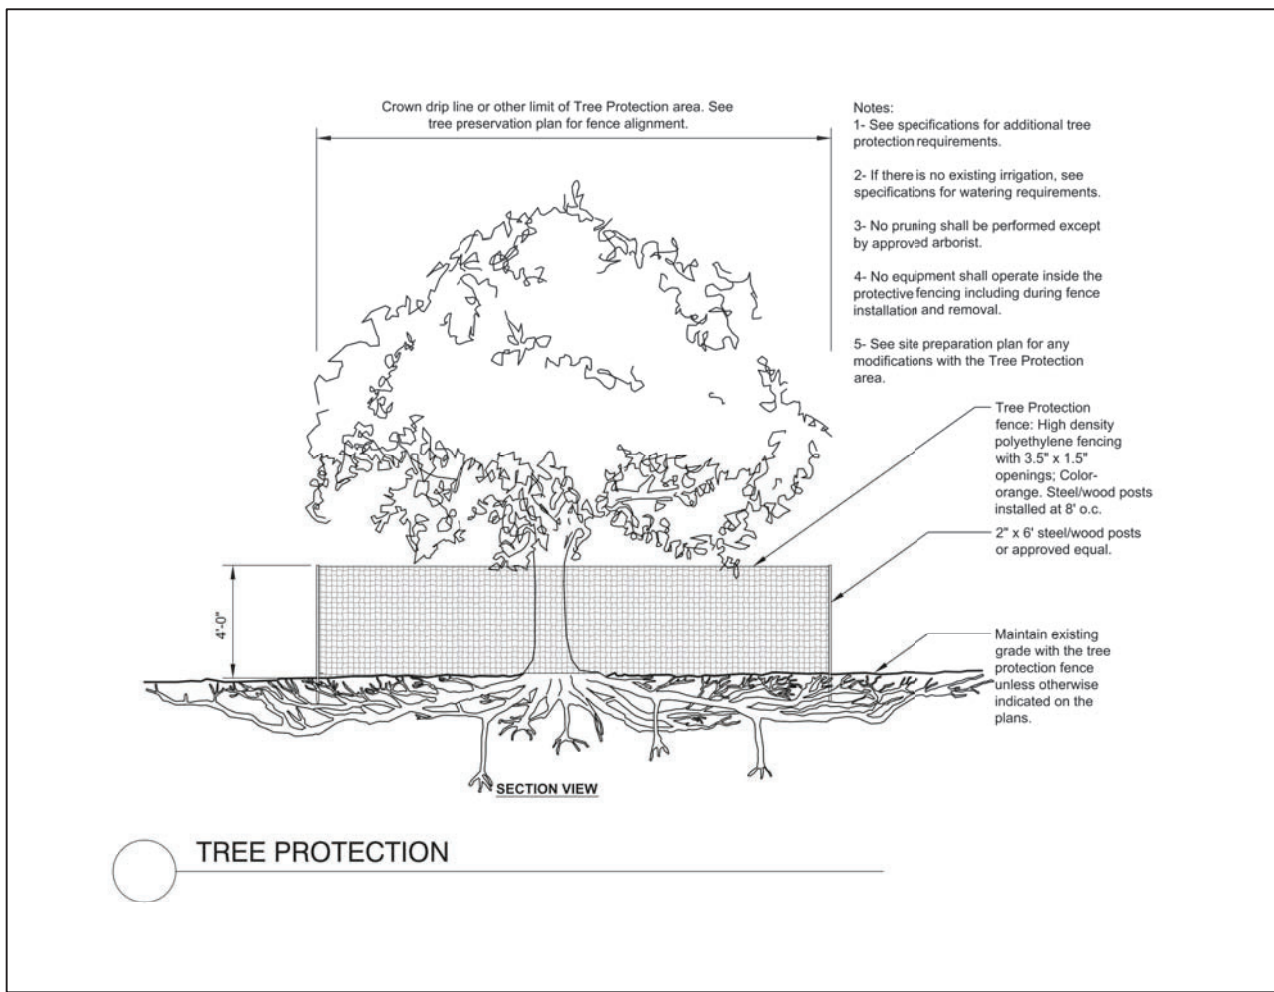 Crown drip line or other limit of Tree Protection area. See
tree preservation plan for fence alignment.
Notes:
1- See specifications for additional tree
protection requirements.
2- If there is no existing irrigation, see
specifications for watering requirements.
3- No pruning shall be performed except
by approved arborist.
4- No equipment shall operate inside the
protective fencing including during fence
installation and removal.
5- See site preparation plan for any
modifications with the Tree Protection
area.
Tree Protection
fence: High density
polyethylene fencing
with 3.5" x 1.5"
openings; Color-
orange. Steel/wood posts
installed at 8' o.c.
2" x 6' steel/wood posts
or approved equal.
4'-0"
Maintain existing
grade with the tree
protection fence
unless otherwise
indicated on the
plans.
SECTION VIEW
TREE PROTECTION